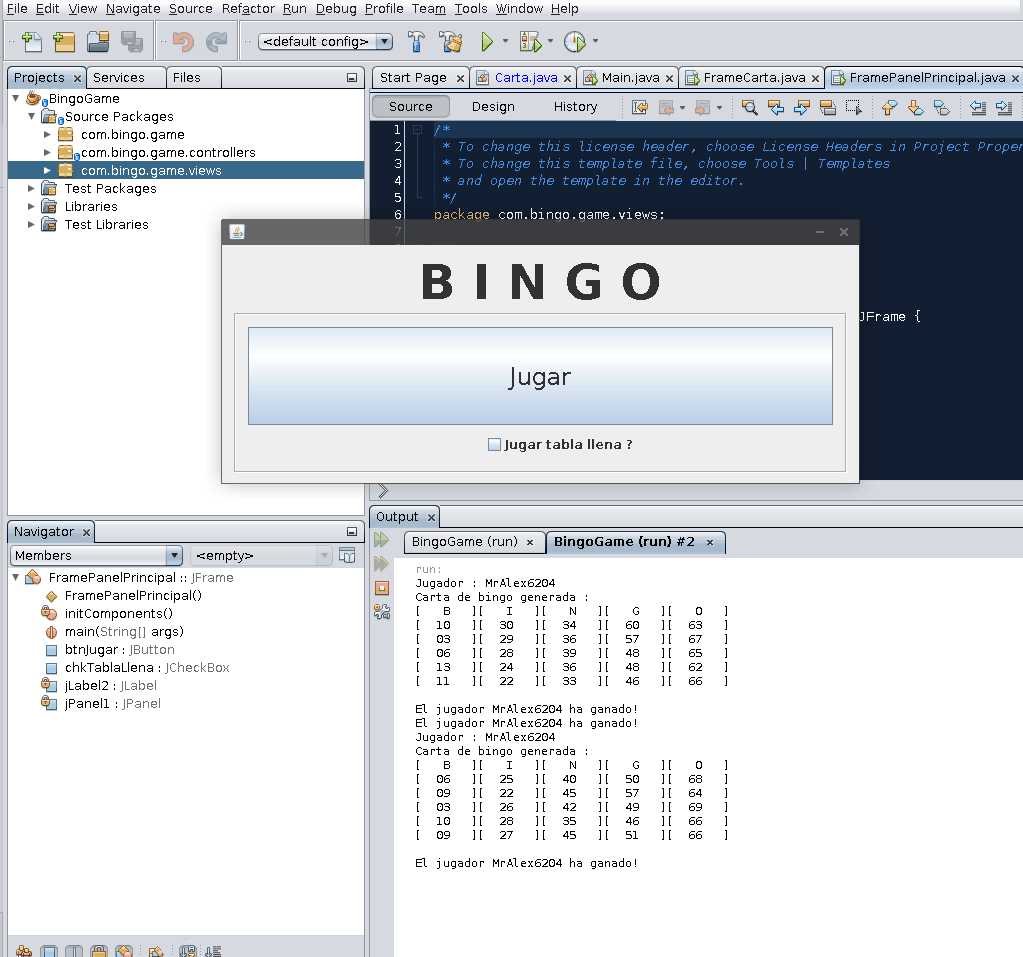 File Edit View Navigate Source Refactor Run Debug Profile Team Tools Window Help
<default config>
Projects × Services Files
Start Page × Carta.java × Main.java × FrameCarta.java × FramePanelPrincipal.java ×
BingoGame
Source Packages
com.bingo.game
com.bingo.game.controllers
com.bingo.game.views
Test Packages
Libraries
Test Libraries
Source Design History
1 /*
2 * To change this license header, choose License Headers in Project Proper
3 * To change this template file, choose Tools | Templates
4 * and open the template in the editor.
5 */
6 package com.bingo.game.views;
7
JFrame {
B I N G O
Jugar
Jugar tabla llena ?
Navigator ×
Members <empty>
FramePanelPrincipal :: JFrame
FramePanelPrincipal()
initComponents()
main(String[] args)
btnJugar : JButton
chkTablaLlena : JCheckBox
jLabel2 : JLabel
jPanel1 : JPanel
Output ×
BingoGame (run) × BingoGame (run) #2 ×
run:
Jugador : MrAlex6204
Carta de bingo generada :
[ B ][ I ][ N ][ G ][ O ]
[ 10 ][ 30 ][ 34 ][ 60 ][ 63 ]
[ 03 ][ 29 ][ 36 ][ 57 ][ 67 ]
[ 06 ][ 28 ][ 39 ][ 48 ][ 65 ]
[ 13 ][ 24 ][ 36 ][ 48 ][ 62 ]
[ 11 ][ 22 ][ 33 ][ 46 ][ 66 ]
El jugador MrAlex6204 ha ganado!
El jugador MrAlex6204 ha ganado!
Jugador : MrAlex6204
Carta de bingo generada :
[ B ][ I ][ N ][ G ][ O ]
[ 06 ][ 25 ][ 40 ][ 50 ][ 68 ]
[ 09 ][ 22 ][ 45 ][ 57 ][ 64 ]
[ 03 ][ 26 ][ 42 ][ 49 ][ 69 ]
[ 10 ][ 28 ][ 35 ][ 46 ][ 66 ]
[ 09 ][ 27 ][ 45 ][ 51 ][ 66 ]
El jugador MrAlex6204 ha ganado!